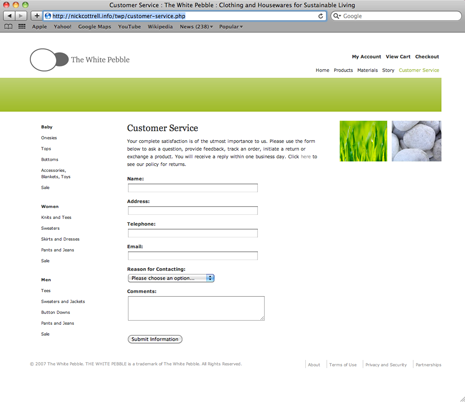 Customer Service : The White Pebble : Clothing and Housewares for Sustainable Living
http://nickcottrell.info/twp/customer-service.php
Google
Apple Yahoo! Google Maps YouTube Wikipedia News (238) Popular
The White Pebble
My Account View Cart Checkout
Home Products Materials Story Customer Service
Baby
Onesies
Tops
Bottoms
Accessories,
Blankets, Toys
Sale
Women
Knits and Tees
Sweaters
Skirts and Dresses
Pants and Jeans
Sale
Men
Tees
Sweaters and Jackets
Button Downs
Pants and Jeans
Sale
Customer Service
Your complete satisfaction is of the utmost importance to us. Please use the form
below to ask a question, provide feedback, track an order, initiate a return or
exchange a product. You will receive a reply within one business day. Click here to
see our policy for returns.
Name:
Address:
Telephone:
Email:
Reason for Contacting:
Please choose an option...
Comments:
Submit Information
© 2007 The White Pebble. THE WHITE PEBBLE is a trademark of The White Pebble. All Rights Reserved.
About Terms of Use Privacy and Security Partnerships